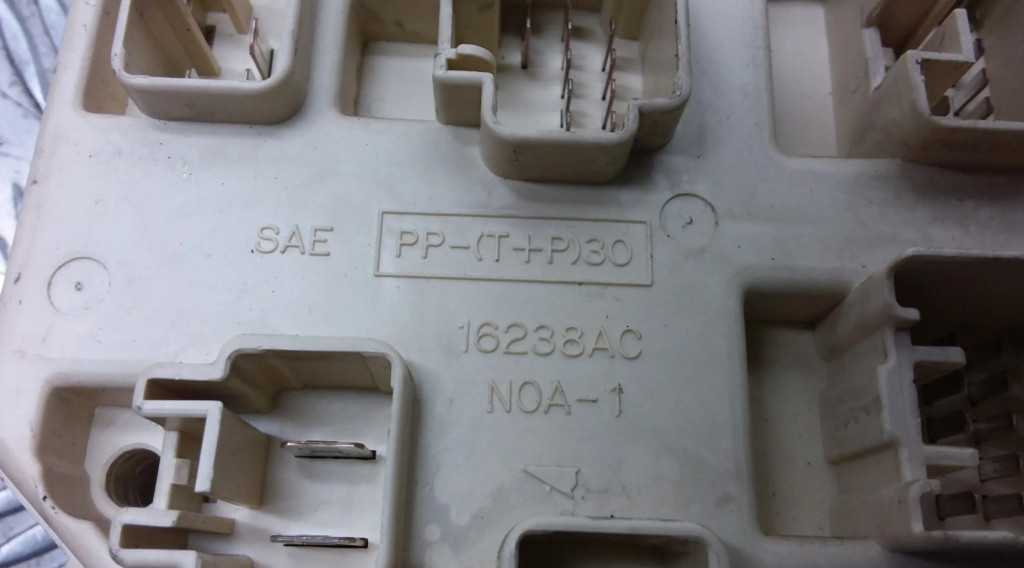 SAE PP-(T+P)30
16238AC
NOA-1